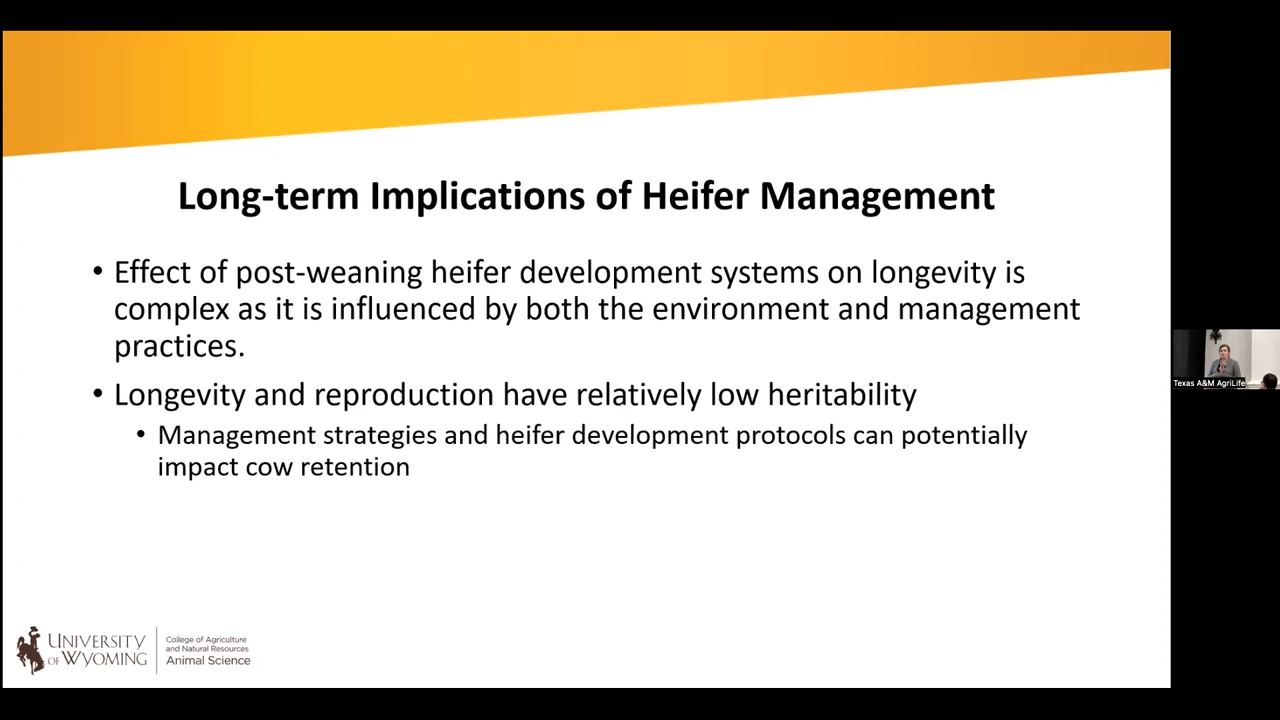 Long-term Implications of Heifer Management
• Effect of post-weaning heifer development systems on longevity is
complex as it is influenced by both the environment and management
practices.
• Longevity and reproduction have relatively low heritability
• Management strategies and heifer development protocols can potentially
impact cow retention
Texas A&M AgriLife
UNIVERSITY
OF WYOMING
College of Agriculture
and Natural Resources
Animal Science